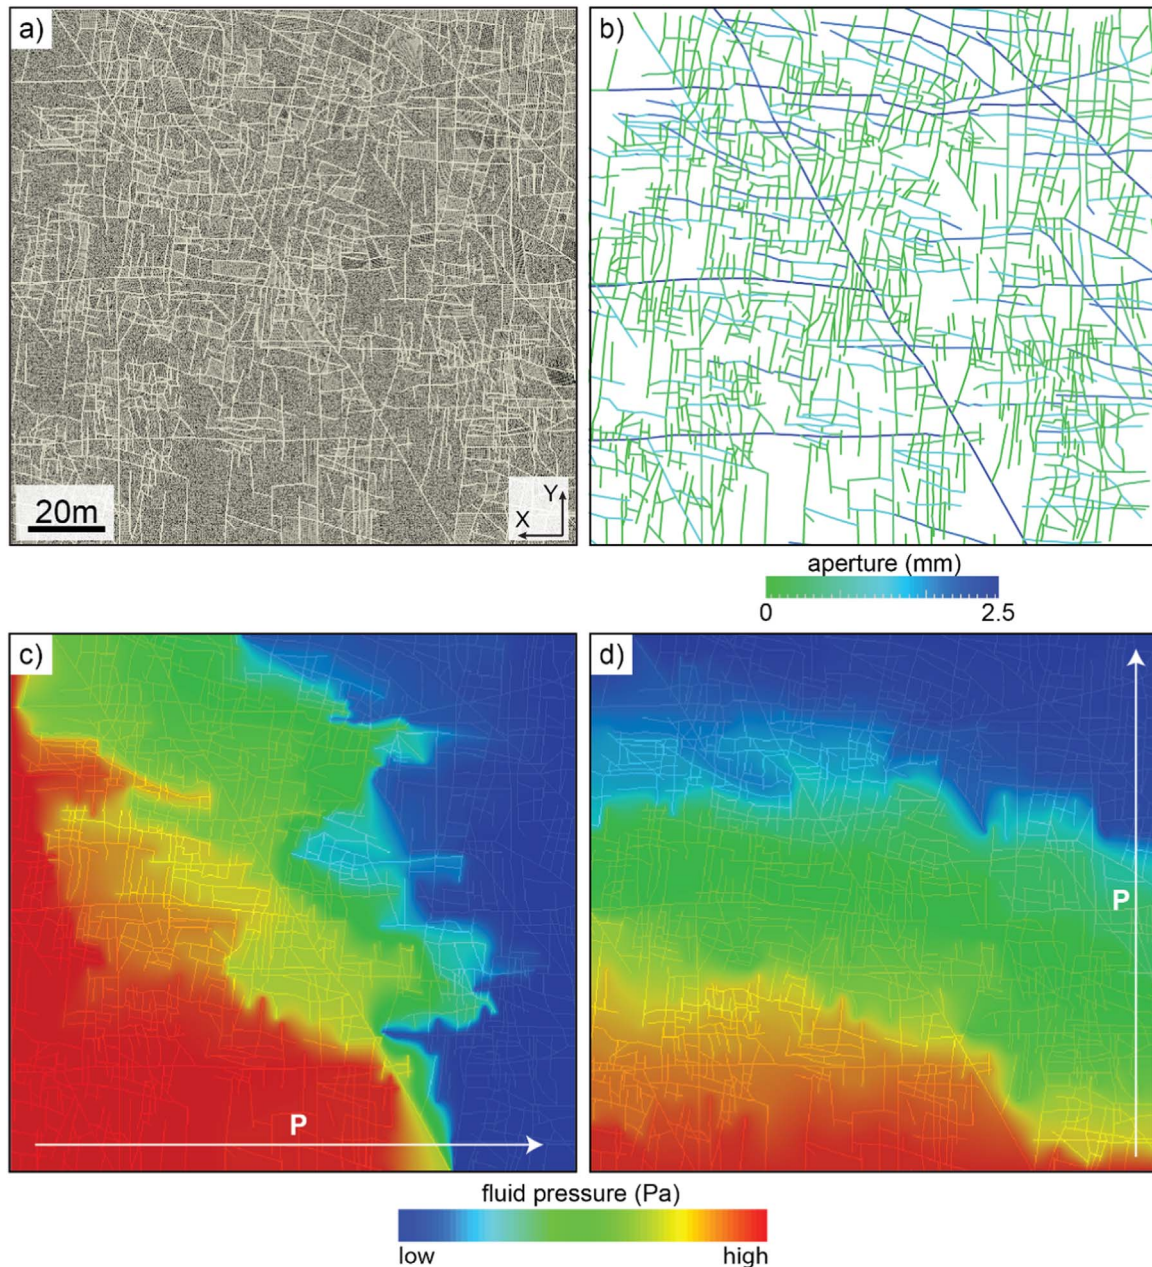 a)
b)
20m
Y
X
aperture (mm)
0
2.5
c)
d)
P
P
fluid pressure (Pa)
low
high